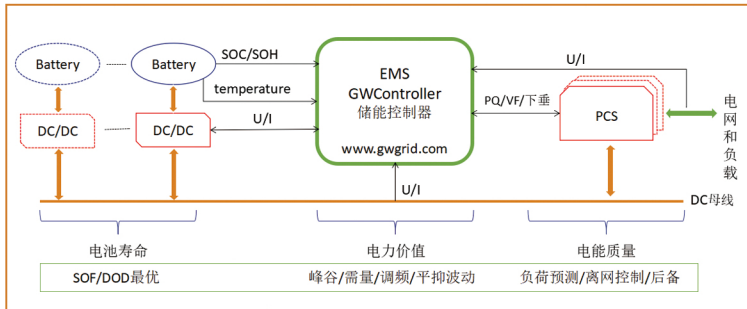 Battery
Battery
SOC/SOH
temperature
DC/DC
DC/DC
U/I
EMS
GWController
储能控制器
www.gwgrid.com
U/I
PQ/VF/下垂
PCS
电网和负载
U/I
DC母线
电池寿命
电力价值
电能质量
SOF/DOD最优
峰谷/需量/调频/平抑波动
负荷预测/离网控制/后备